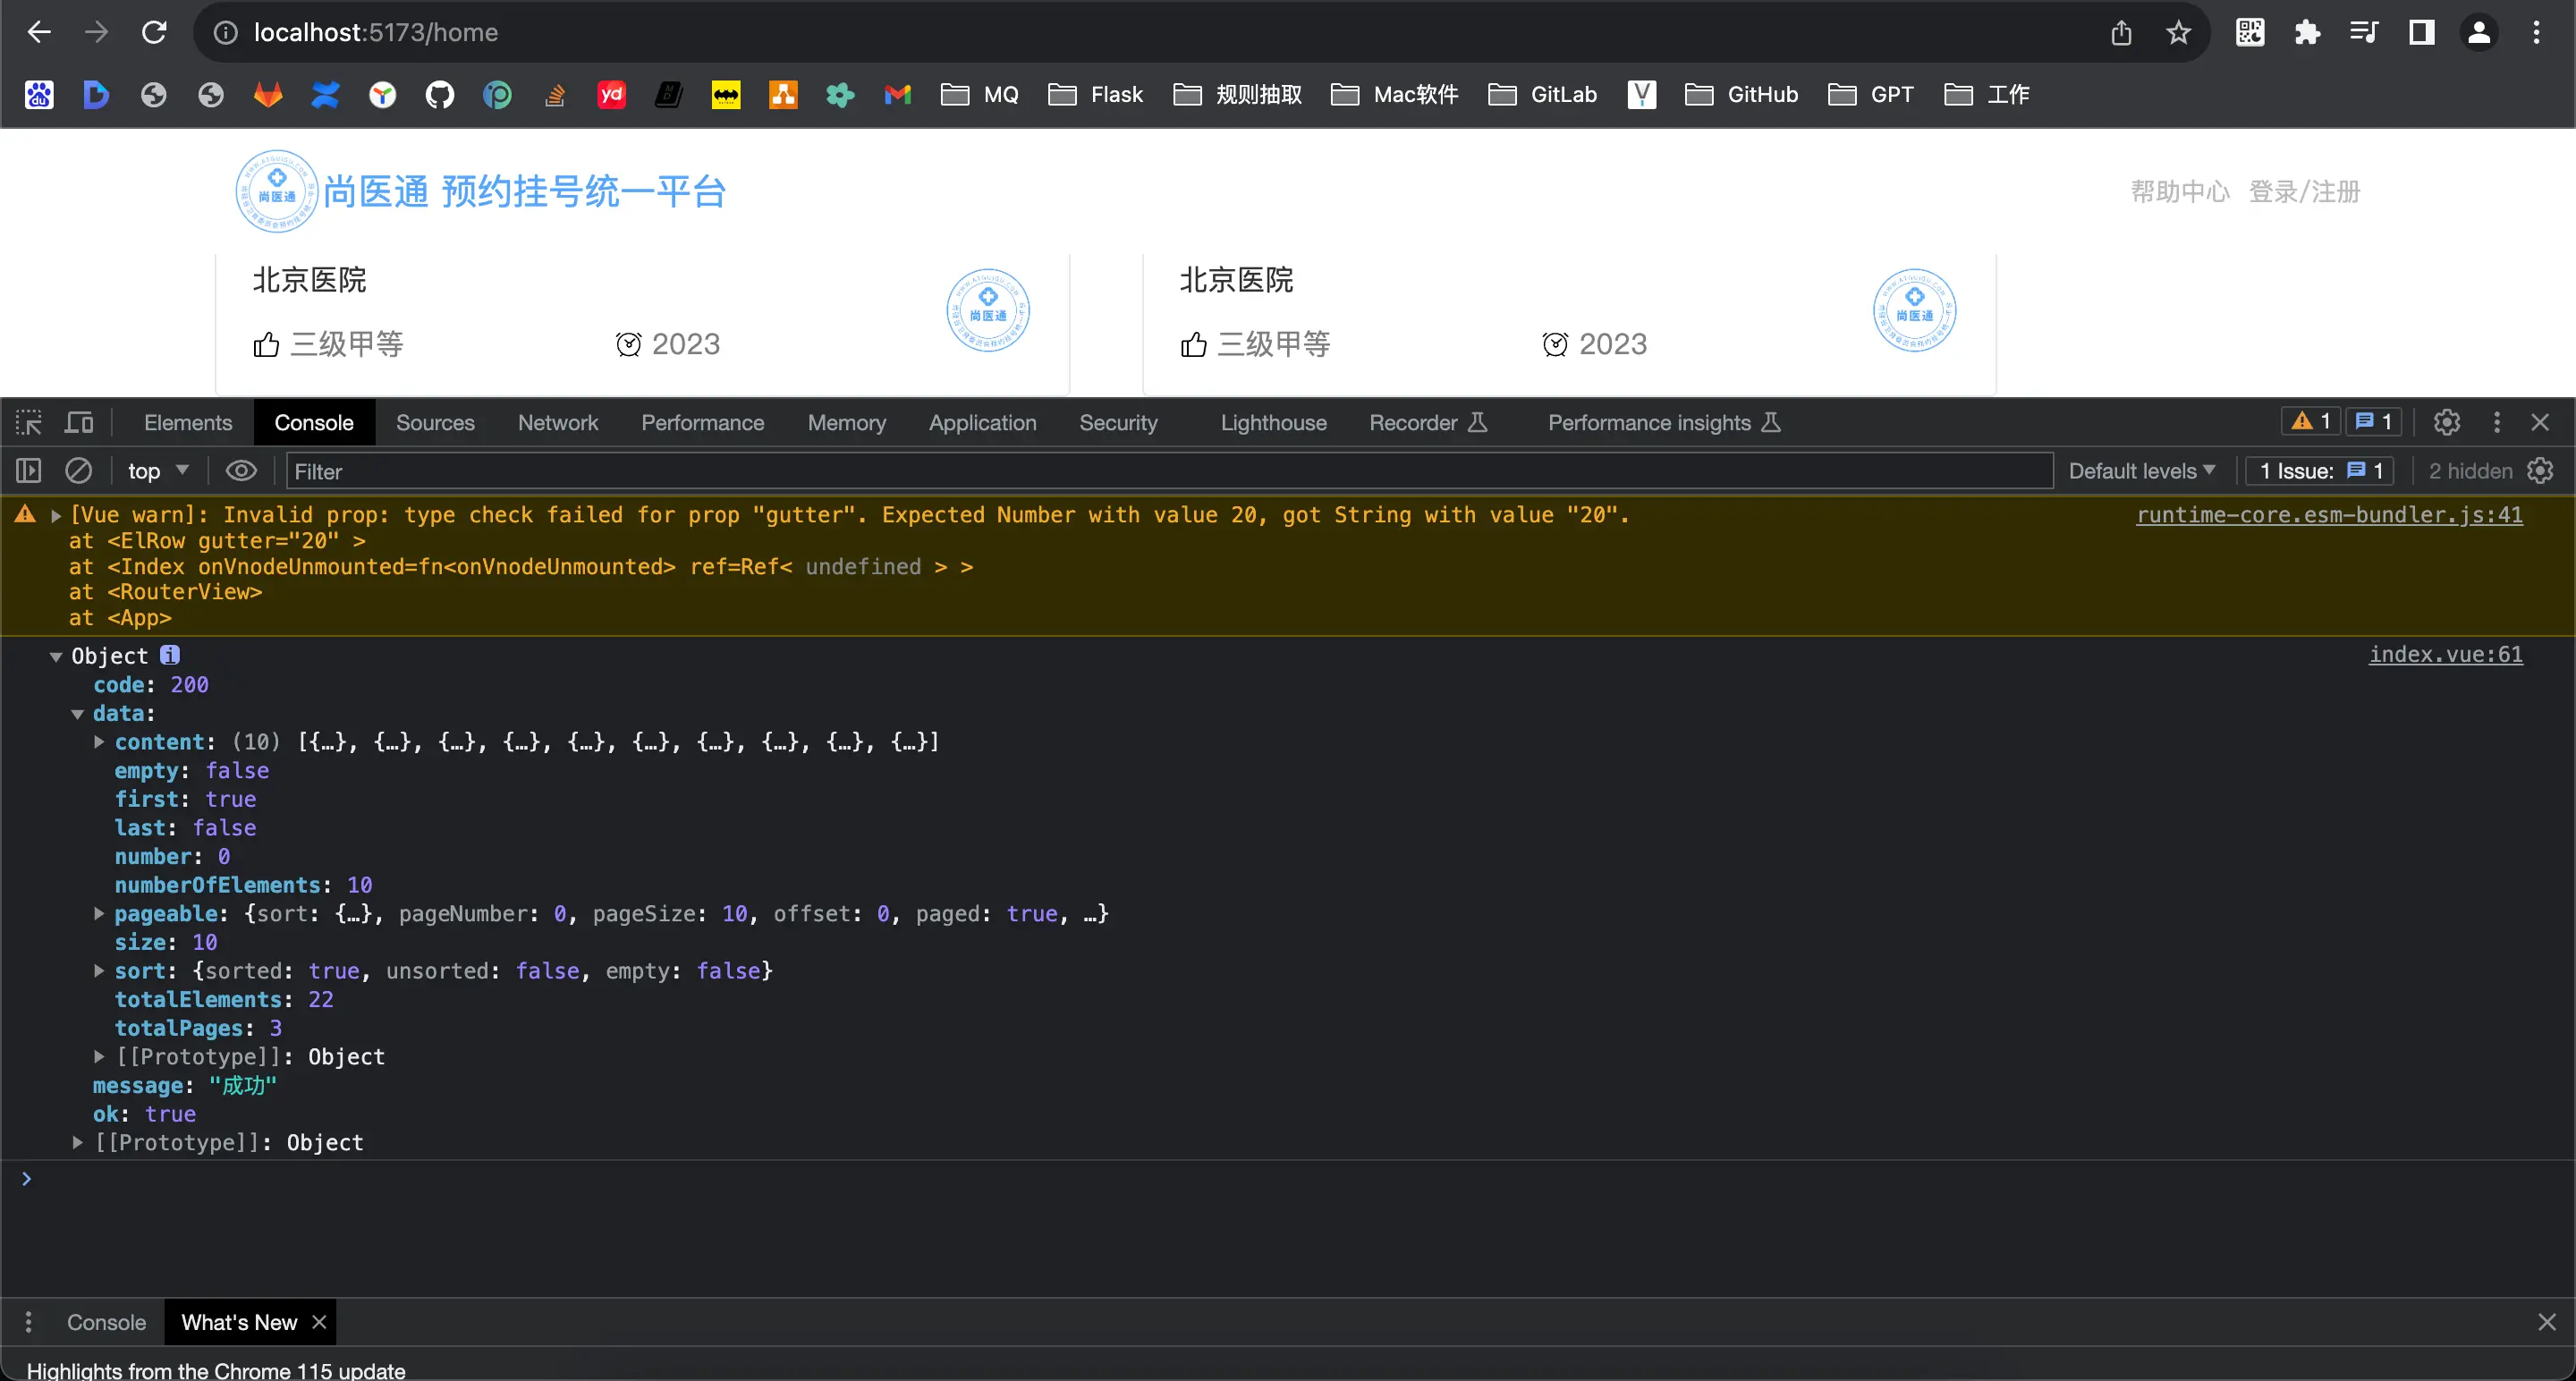 localhost:5173/home
MQ Flask 规则抽取 Mac软件 GitLab GitHub GPT 工作
尚医通 预约挂号统一平台 帮助中心 登录/注册
尚医通
北京医院
三级甲等 2023
尚医通
北京医院
三级甲等 2023
尚医通
Elements Console Sources Network Performance Memory Application Security Lighthouse Recorder Performance insights 1 1
top Filter Default levels 1 Issue: 1 2 hidden
[Vue warn]: Invalid prop: type check failed for prop "gutter". Expected Number with value 20, got String with value "20". runtime-core.esm-bundler.js:41
at <ElRow gutter="20" >
at <Index onVnodeUnmounted=fn<onVnodeUnmounted> ref=Ref< undefined > >
at <RouterView>
at <App>
Object i index.vue:61
code: 200
data:
content: (10) [{…}, {…}, {…}, {…}, {…}, {…}, {…}, {…}, {…}, {…}]
empty: false
first: true
last: false
number: 0
numberOfElements: 10
pageable: {sort: {…}, pageNumber: 0, pageSize: 10, offset: 0, paged: true, …}
size: 10
sort: {sorted: true, unsorted: false, empty: false}
totalElements: 22
totalPages: 3
[[Prototype]]: Object
message: "成功"
ok: true
[[Prototype]]: Object
Console What's New
Highlights from the Chrome 115 update